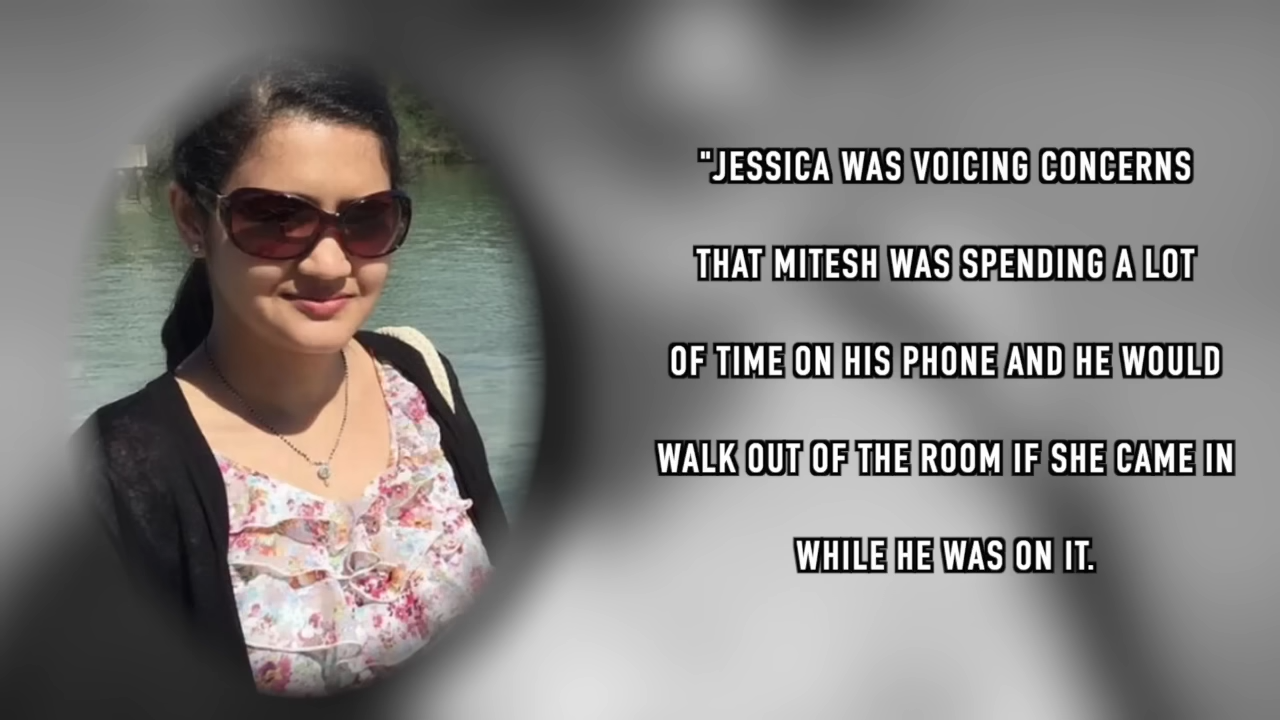 "JESSICA WAS VOICING CONCERNS
THAT MITESH WAS SPENDING A LOT
OF TIME ON HIS PHONE AND HE WOULD
WALK OUT OF THE ROOM IF SHE CAME IN
WHILE HE WAS ON IT.